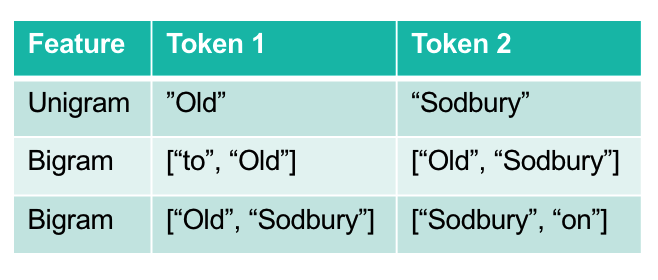 Feature Token 1 Token 2
Unigram ”Old” “Sodbury”
Bigram [“to”, “Old”] [“Old”, “Sodbury”]
Bigram [“Old”, “Sodbury”] [“Sodbury”, “on”]